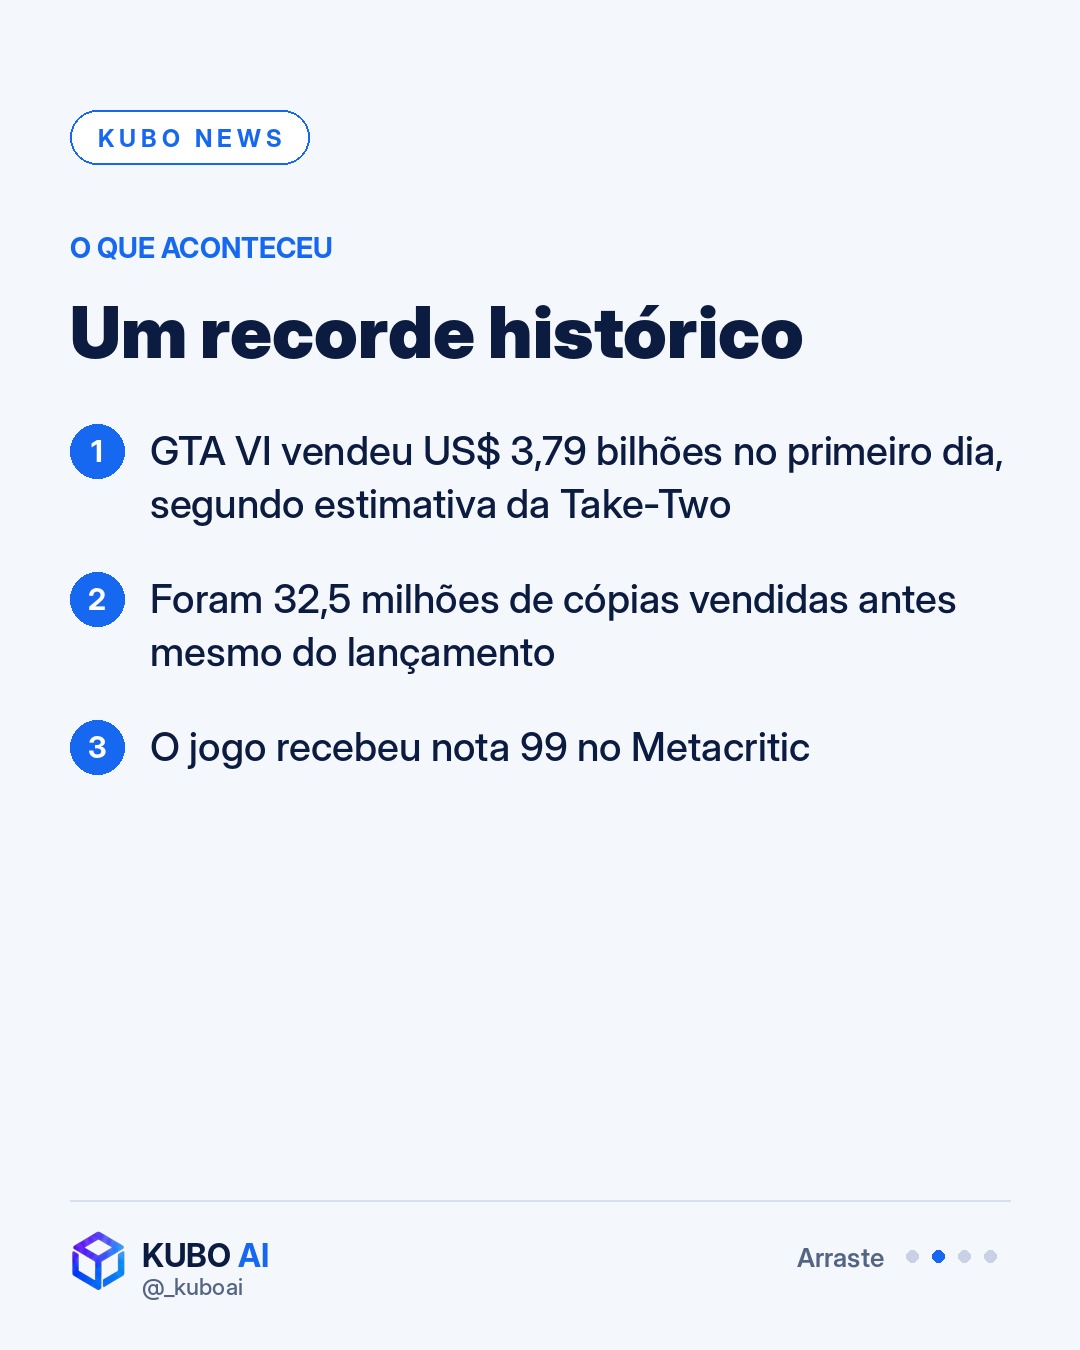 KUBO NEWS
O QUE ACONTECEU
Um recorde histórico
1 GTA VI vendeu US$ 3,79 bilhões no primeiro dia,
segundo estimativa da Take-Two
2 Foram 32,5 milhões de cópias vendidas antes
mesmo do lançamento
3 O jogo recebeu nota 99 no Metacritic
KUBO AI
@_kuboai
Arraste